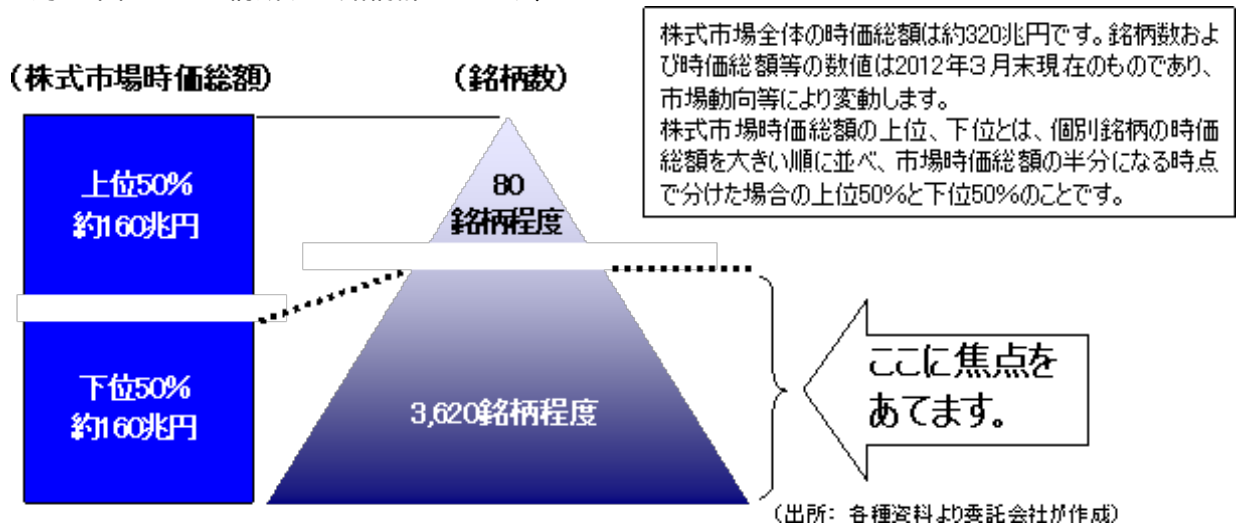 株式市場全体の時価総額は約320兆円です。銘柄数およ
び時価総額等の数値は2012年3月末現在のものであり、
市場動向等により変動します。
株式市場時価総額の上位、下位とは、個別銘柄の時価
総額を大きい順に並べ、市場時価総額の半分になる時点
で分けた場合の上位50%と下位50%のことです。
（株式市場時価総額）
（銘柄数）
上位50%
約160兆円
80
銘柄程度
下位50%
約160兆円
3,620銘柄程度
ここに焦点を
あてます。
（出所： 各種資料より委託会社が作成）